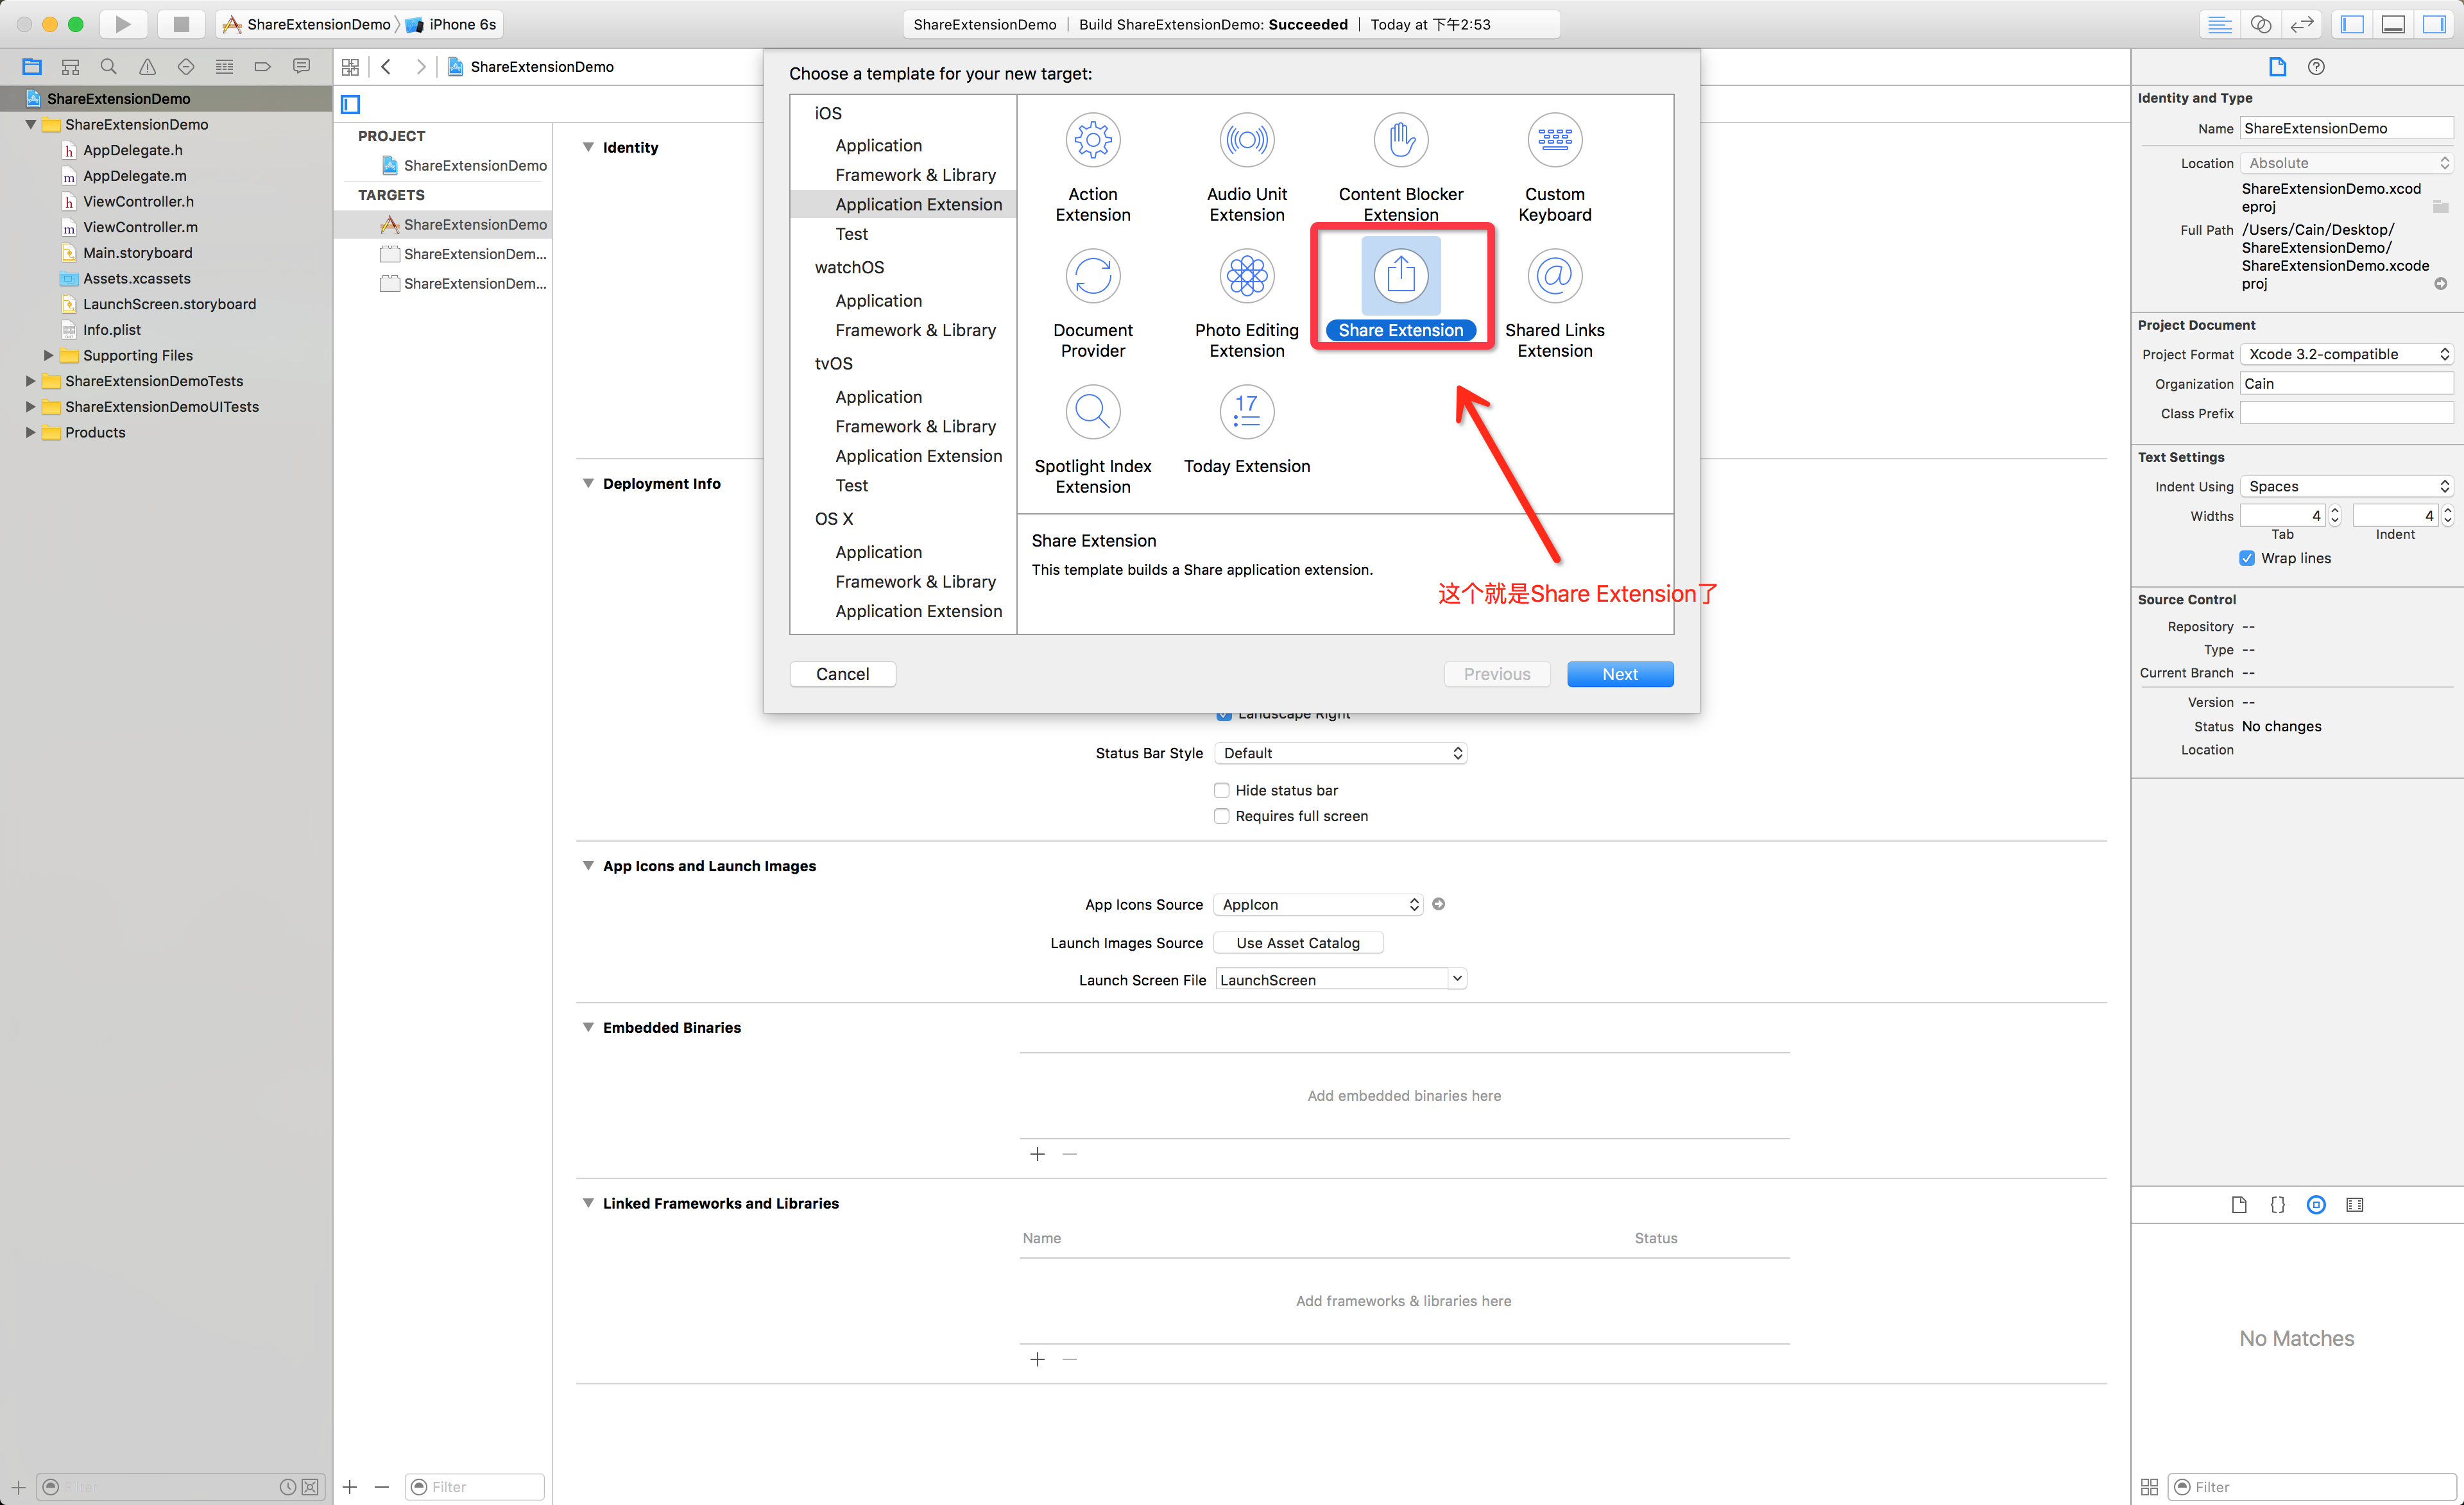 ShareExtensionDemo
iPhone 6s
ShareExtensionDemo | Build ShareExtensionDemo: Succeeded | Today at 下午2:53
ShareExtensionDemo
ShareExtensionDemo
AppDelegate.h
AppDelegate.m
ViewController.h
ViewController.m
Main.storyboard
Assets.xcassets
LaunchScreen.storyboard
Info.plist
Supporting Files
ShareExtensionDemoTests
ShareExtensionDemoUITests
Products
Filter
ShareExtensionDemo
PROJECT
ShareExtensionDemo
TARGETS
ShareExtensionDemo
ShareExtensionDem...
ShareExtensionDem...
Filter
Choose a template for your new target:
iOS
Application
Framework & Library
Application Extension
Test
watchOS
Application
Framework & Library
tvOS
Application
Framework & Library
Application Extension
Test
OS X
Application
Framework & Library
Application Extension
Action
Extension
Audio Unit
Extension
Content Blocker
Extension
Custom
Keyboard
Document
Provider
Photo Editing
Extension
Share Extension
Shared Links
Extension
Spotlight Index
Extension
17
Today Extension
Share Extension
This template builds a Share application extension.
这个就是Share Extension了
Cancel
Previous
Next
Identity
Deployment Info
Landscape Right
Status Bar Style Default
Hide status bar
Requires full screen
App Icons and Launch Images
App Icons Source AppIcon
Launch Images Source Use Asset Catalog
Launch Screen File LaunchScreen
Embedded Binaries
Add embedded binaries here
Linked Frameworks and Libraries
Name Status
Add frameworks & libraries here
Identity and Type
Name ShareExtensionDemo
Location Absolute
ShareExtensionDemo.xcod
eproj
Full Path /Users/Cain/Desktop/
ShareExtensionDemo/
ShareExtensionDemo.xcode
proj
Project Document
Project Format Xcode 3.2-compatible
Organization Cain
Class Prefix
Text Settings
Indent Using Spaces
Widths 4 4
Tab Indent
Wrap lines
Source Control
Repository --
Type --
Current Branch --
Version --
Status No changes
Location
No Matches
Filter